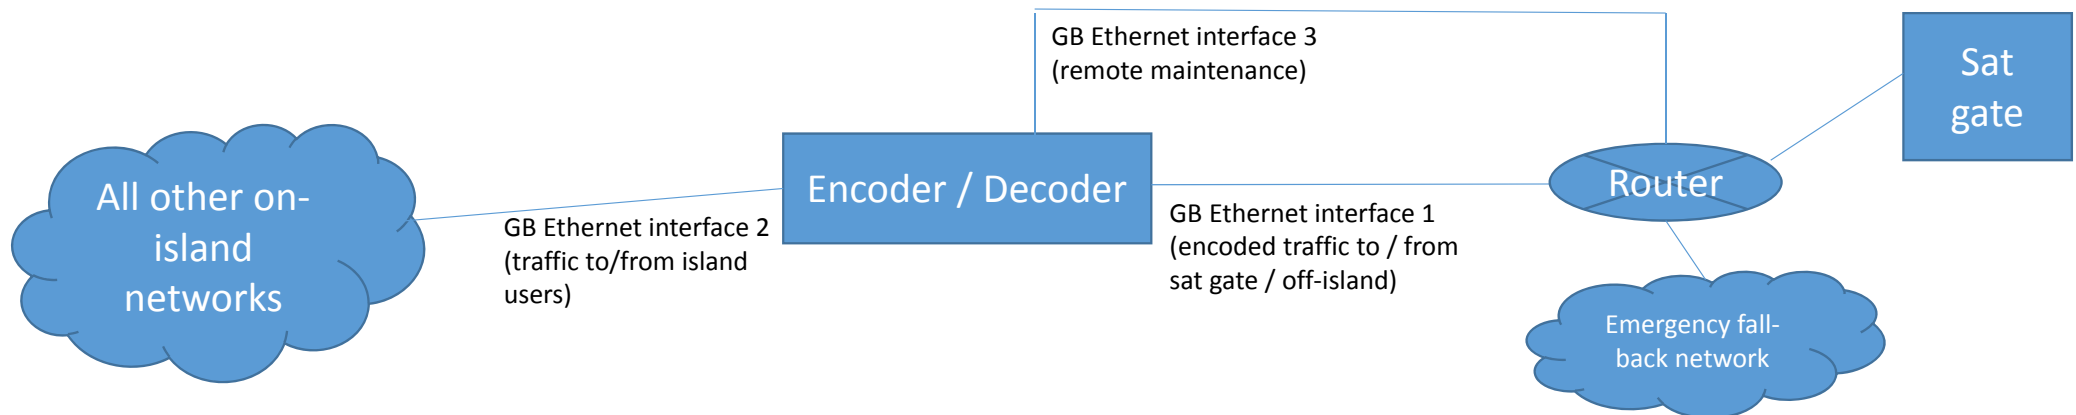 GB Ethernet interface 3
(remote maintenance)
Sat
gate
All other on-
island
networks
GB Ethernet interface 2
(traffic to/from island
users)
Encoder / Decoder
GB Ethernet interface 1
(encoded traffic to / from
sat gate / off-island)
Router
Emergency fall-
back network